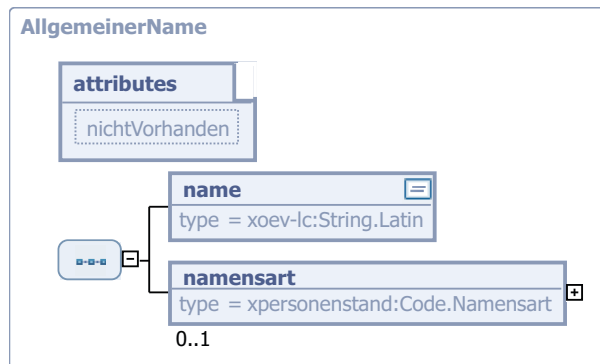 AllgemeinerName
attributes
nichtVorhanden
name
type = xoev-lc:String.Latin
namensart
type = xpersonenstand:Code.Namensart
0..1